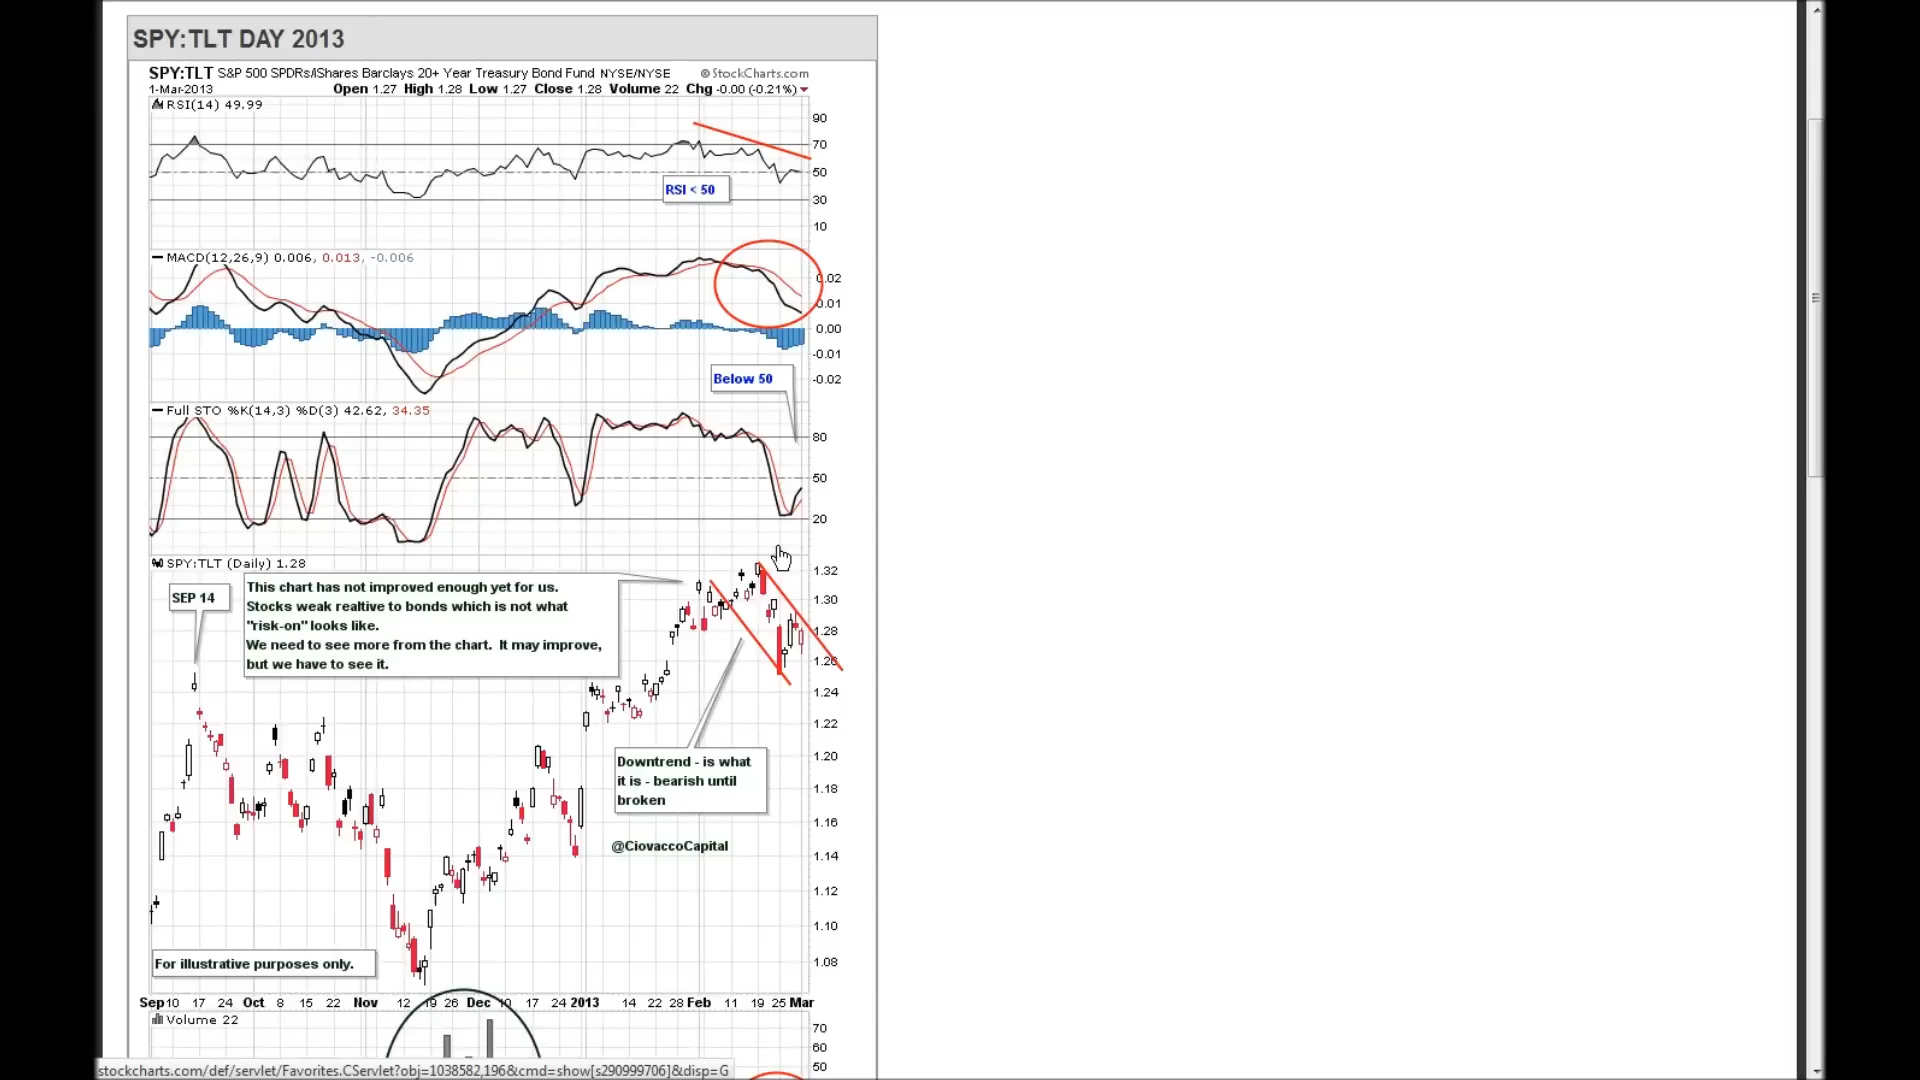 SPY:TLT DAY 2013
SPY:TLT S&P 500 SPDRs/iShares Barclays 20+ Year Treasury Bond Fund NYSE/NYSE © StockCharts.com
1-Mar-2013 Open 1.27 High 1.28 Low 1.27 Close 1.28 Volume 22 Chg -0.00 (-0.21%)
RSI(14) 49.99
90
70
50
30
10
RSI < 50
MACD(12,26,9) 0.006, 0.013, -0.006
0.02
0.01
0.00
-0.01
-0.02
Below 50
Full STO %K(14,3) %D(3) 42.62, 34.35
80
50
20
SPY:TLT (Daily) 1.28
SEP 14
This chart has not improved enough yet for us.
Stocks weak realtive to bonds which is not what
"risk-on" looks like.
We need to see more from the chart. It may improve,
but we have to see it.
1.32
1.30
1.28
1.26
1.24
1.22
1.20
1.18
1.16
1.14
1.12
1.10
1.08
Downtrend - is what
it is - bearish until
broken
@CiovaccoCapital
For illustrative purposes only.
Sep 10 17 24 Oct 8 15 22 Nov 12 19 26 Dec 10 17 24 2013 14 22 28 Feb 11 19 25 Mar
Volume 22
70
60
50
stockcharts.com/def/servlet/Favorites.CServlet?obj=1038582,196&cmd=show[s290999706]&disp=G